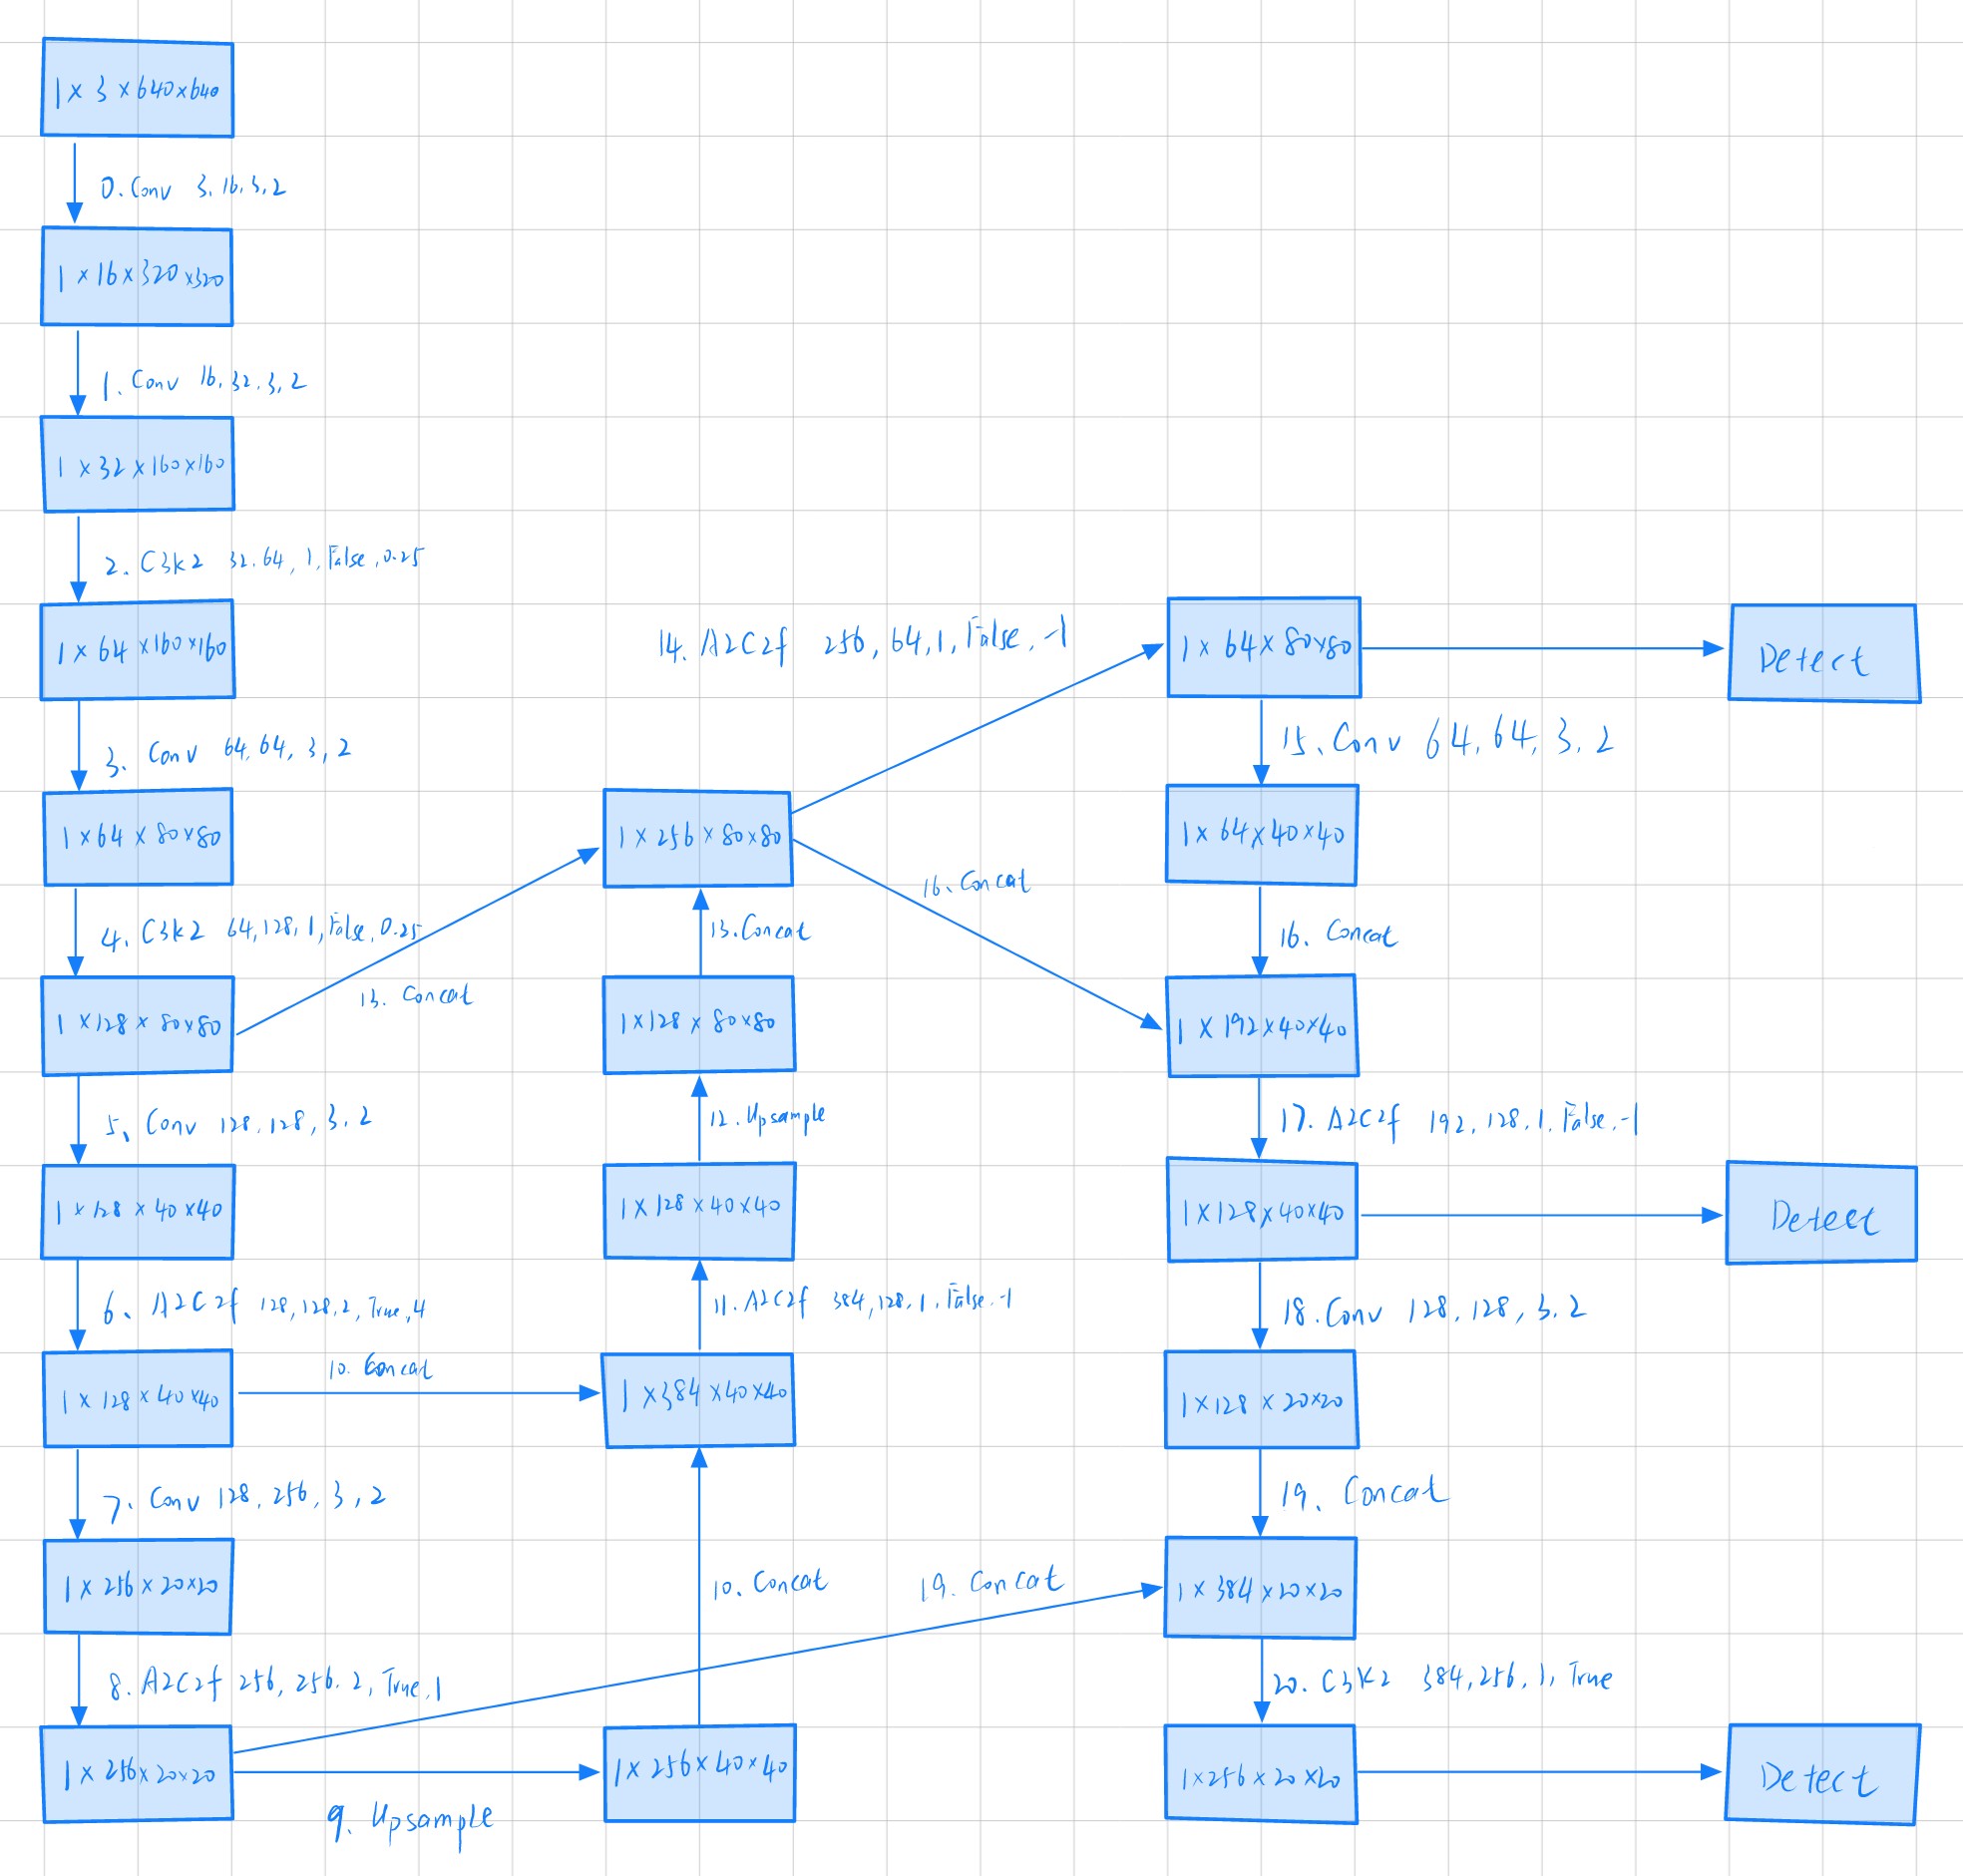 1 × 3 × 640×640
0. Conv 3, 16, 3, 2
1 × 16 × 320 ×320
1. Conv 16, 32, 3, 2
1 × 32 × 160 × 160
2. C3k2 32, 64, 1, False, 0.25
1 × 64 × 160 × 160
3. Conv 64, 64, 3, 2
1 × 64 × 80 × 80
4. C3k2 64, 128, 1, False, 0.25
1 × 128 × 80 × 80
5. Conv 128, 128, 3, 2
1 × 128 × 40 × 40
6. A2C2f 128, 128, 2, True, 4
1 × 128 × 40 × 40
7. Conv 128, 256, 3, 2
1 × 256 × 20 × 20
8. A2C2f 256, 256, 2, True, 1
1 × 256 × 20 × 20
9. Upsample
1 × 256 × 40 × 40
10. Concat
10. Concat
1 × 384 × 40 × 40
11. A2C2f 384, 128, 1, False, -1
1 × 128 × 40 × 40
12. Upsample
1 × 128 × 80 × 80
13. Concat
13. Concat
1 × 256 × 80 × 80
14. A2C2f 256, 64, 1, False, -1
1 × 64 × 80 × 80
Detect
15. Conv 64, 64, 3, 2
1 × 64 × 40 × 40
16. Concat
16. Concat
1 × 192 × 40 × 40
17. A2C2f 192, 128, 1, False, -1
1 × 128 × 40 × 40
Detect
18. Conv 128, 128, 3, 2
1 × 128 × 20 × 20
19. Concat
19. Concat
1 × 384 × 20 × 20
20. C3K2 384, 256, 1, True
1 × 256 × 20 × 20
Detect